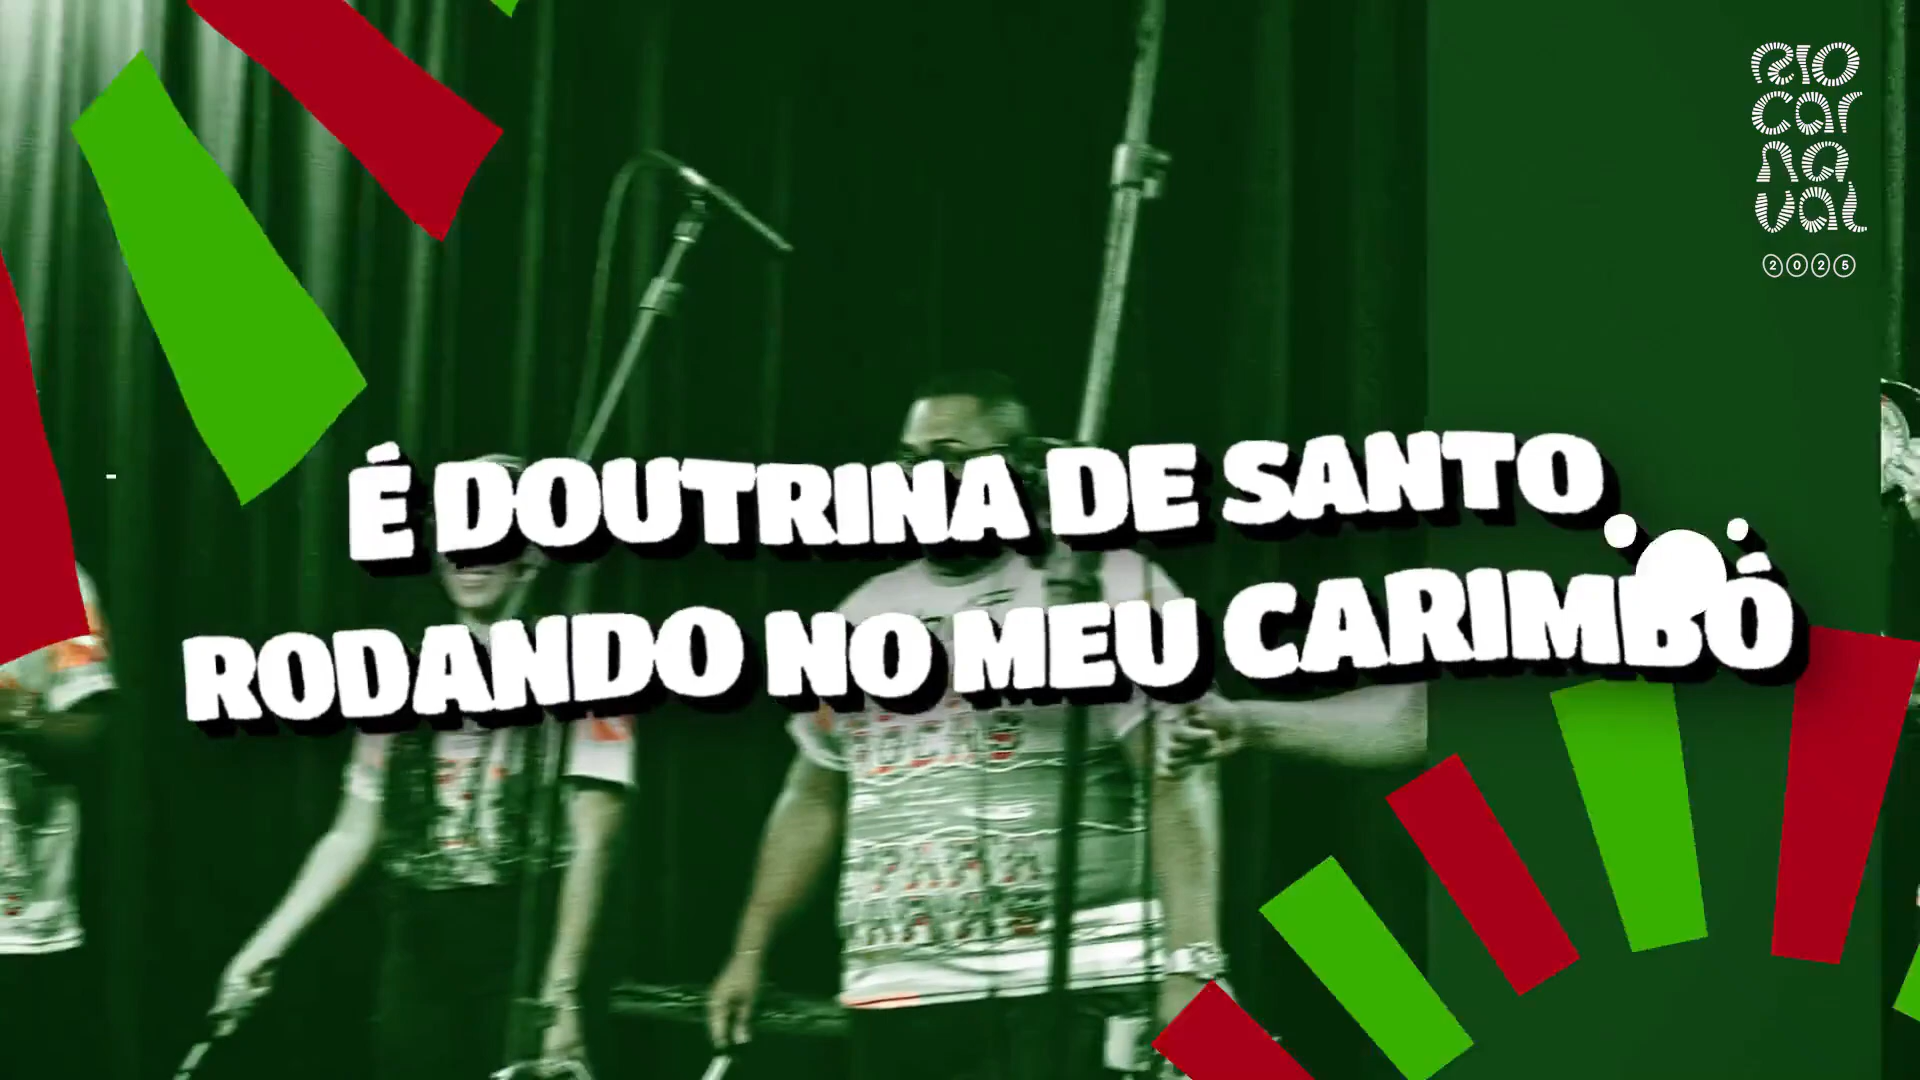 RIO
CAR
NA
VAL
2025
É DOUTRINA DE SANTO
RODANDO NO MEU CARIMBÓ